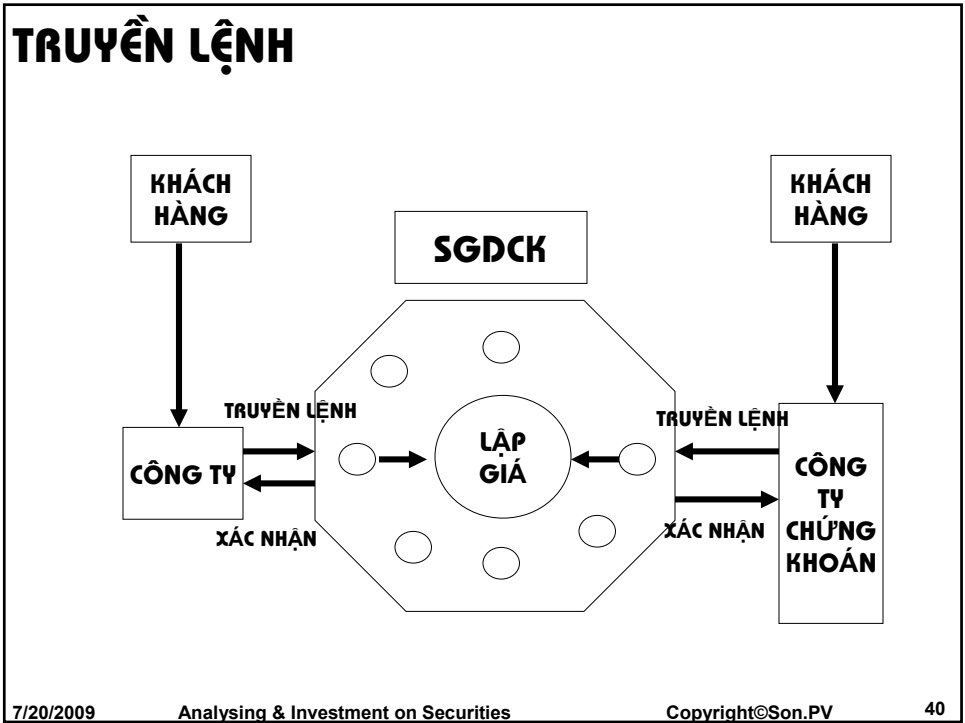 TRUYỀN LỆNH
KHÁCH
HÀNG
KHÁCH
HÀNG
SGDCK
TRUYỀN LỆNH
TRUYỀN LỆNH
CÔNG TY
LẬP
GIÁ
CÔNG
TY
CHỨNG
KHOÁN
XÁC NHẬN
XÁC NHẬN
7/20/2009 Analysing & Investment on Securities Copyright©Son.PV 40